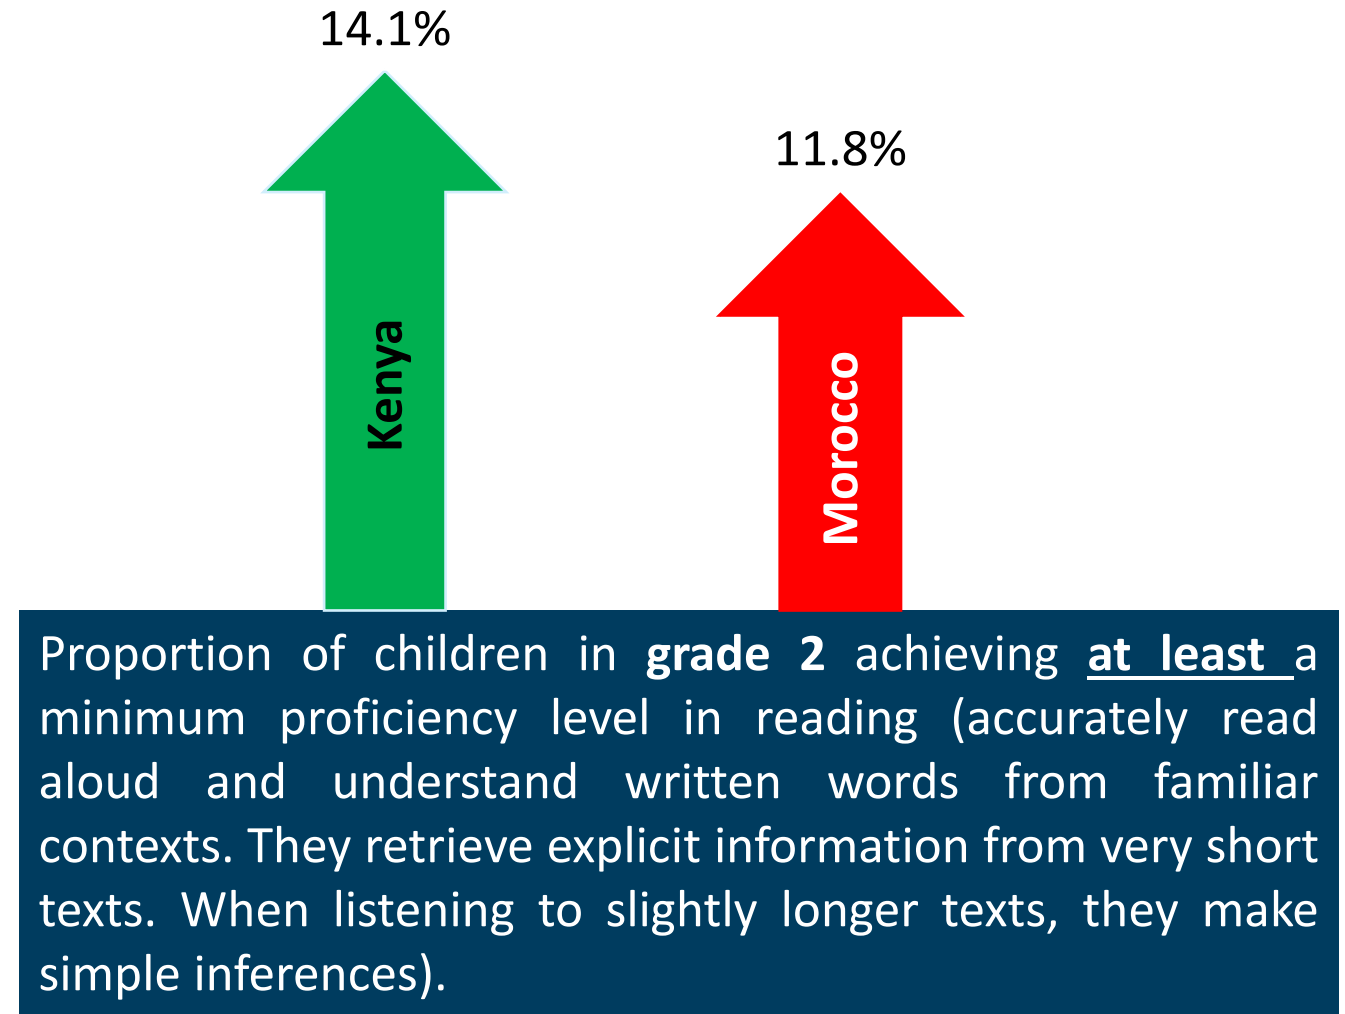 14.1%
11.8%
Kenya
Morocco
Proportion of children in grade 2 achieving at least a
minimum proficiency level in reading (accurately read
aloud and understand written words from familiar
contexts. They retrieve explicit information from very short
texts. When listening to slightly longer texts, they make
simple inferences).